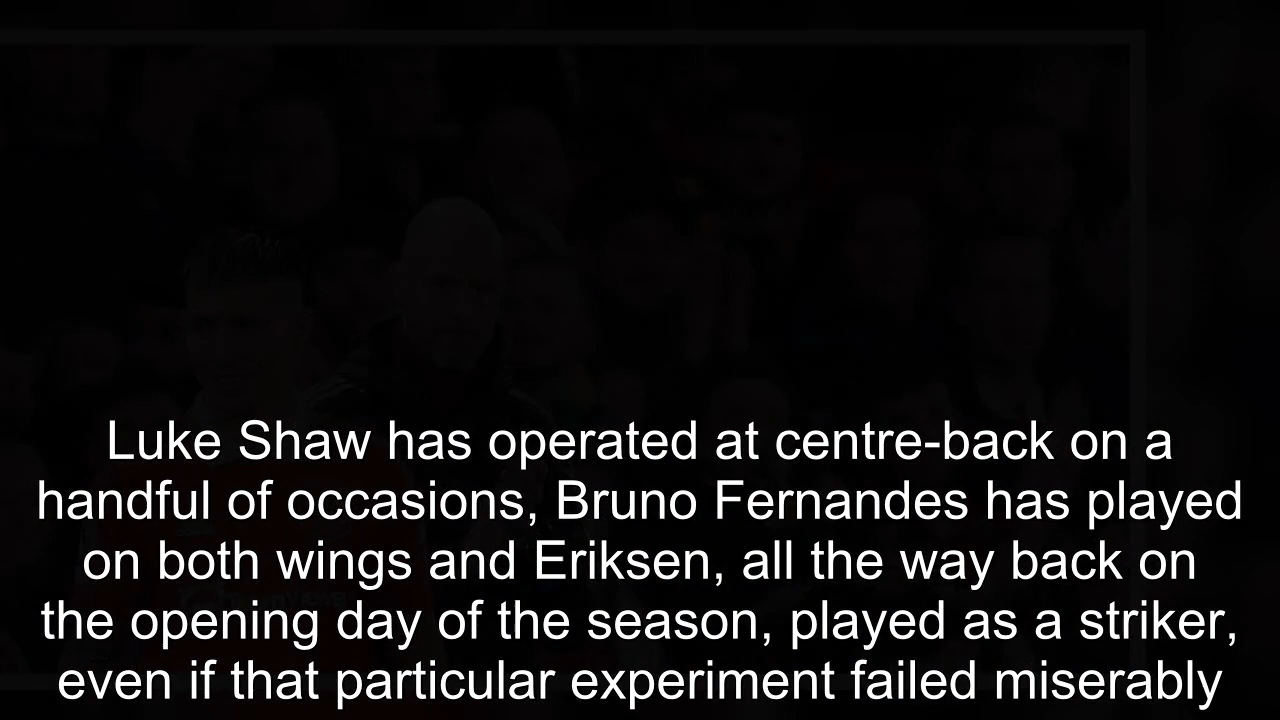 Luke Shaw has operated at centre-back on a
handful of occasions, Bruno Fernandes has played
on both wings and Eriksen, all the way back on
the opening day of the season, played as a striker,
even if that particular experiment failed miserably